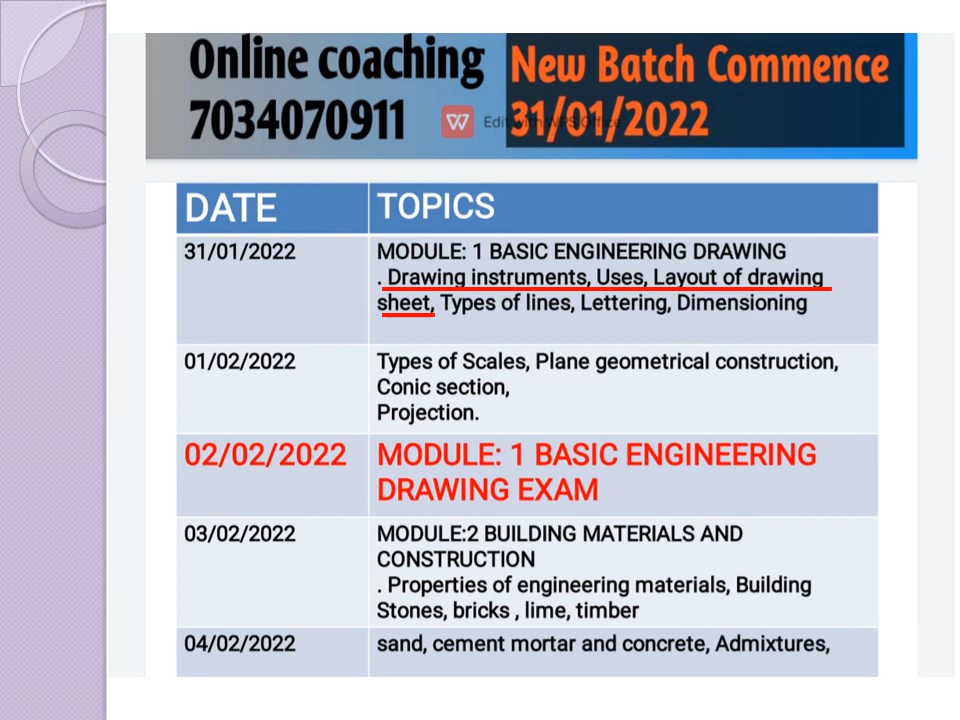 Online coaching
7034070911
New Batch Commence
31/01/2022
Edit with WPS Office
DATE
TOPICS
31/01/2022
MODULE: 1 BASIC ENGINEERING DRAWING
. Drawing instruments, Uses, Layout of drawing
sheet, Types of lines, Lettering, Dimensioning
01/02/2022
Types of Scales, Plane geometrical construction,
Conic section,
Projection.
02/02/2022
MODULE: 1 BASIC ENGINEERING
DRAWING EXAM
03/02/2022
MODULE:2 BUILDING MATERIALS AND
CONSTRUCTION
. Properties of engineering materials, Building
Stones, bricks , lime, timber
04/02/2022
sand, cement mortar and concrete, Admixtures,